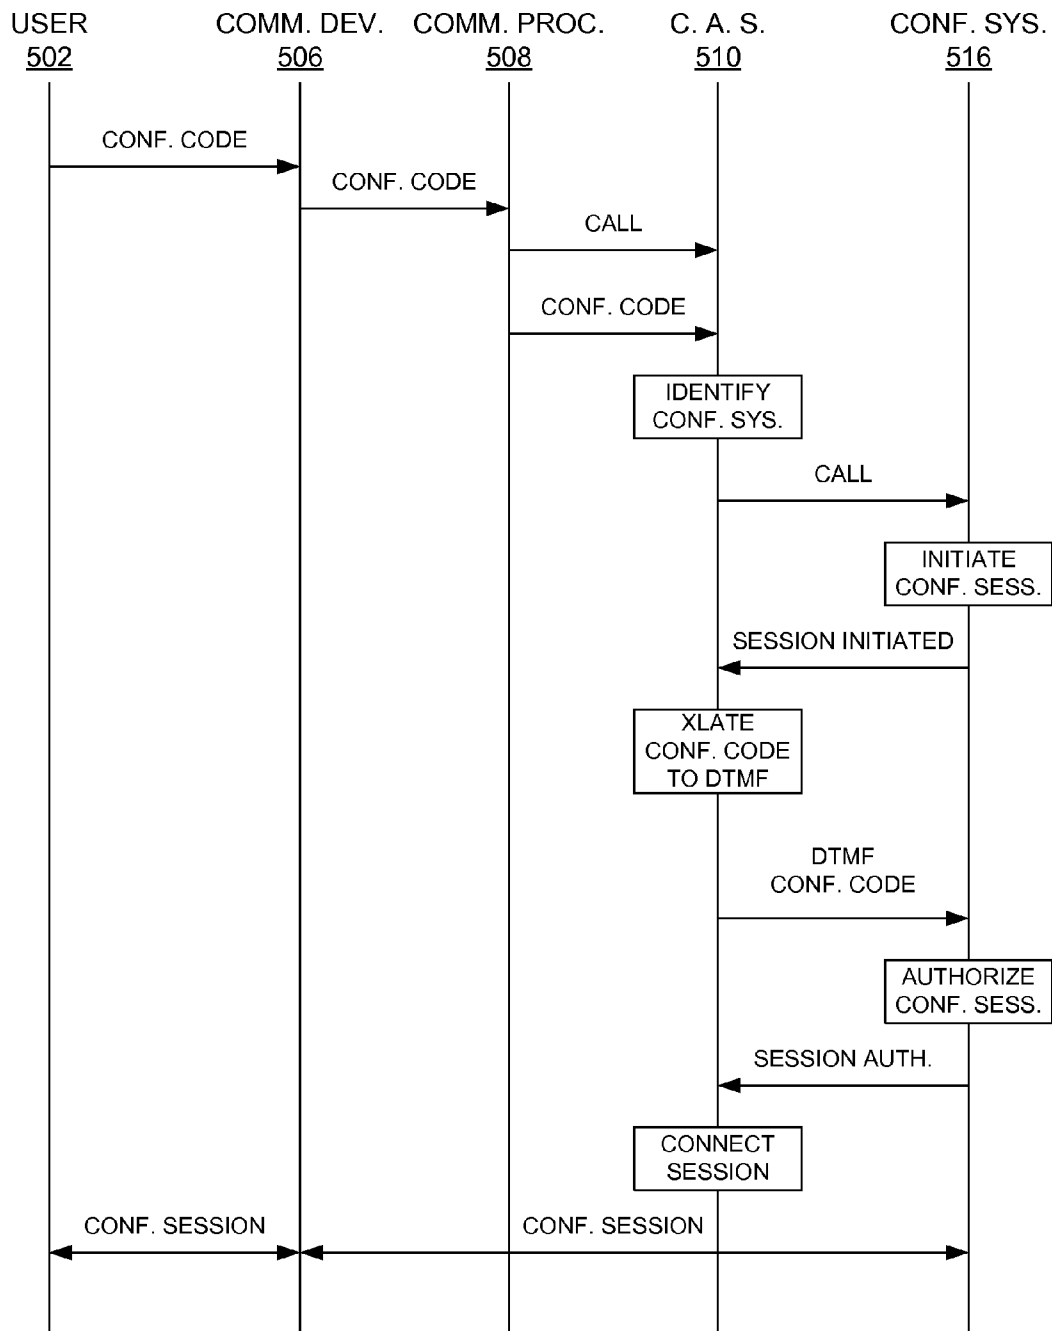 USER COMM. DEV. COMM. PROC. C. A. S. CONF. SYS.
502 506 508 510 516
CONF. CODE
CONF. CODE
CALL
CONF. CODE
IDENTIFY
CONF. SYS.
CALL
INITIATE
CONF. SESS.
SESSION INITIATED
XLATE
CONF. CODE
TO DTMF
DTMF
CONF. CODE
AUTHORIZE
CONF. SESS.
SESSION AUTH.
CONNECT
SESSION
CONF. SESSION CONF. SESSION